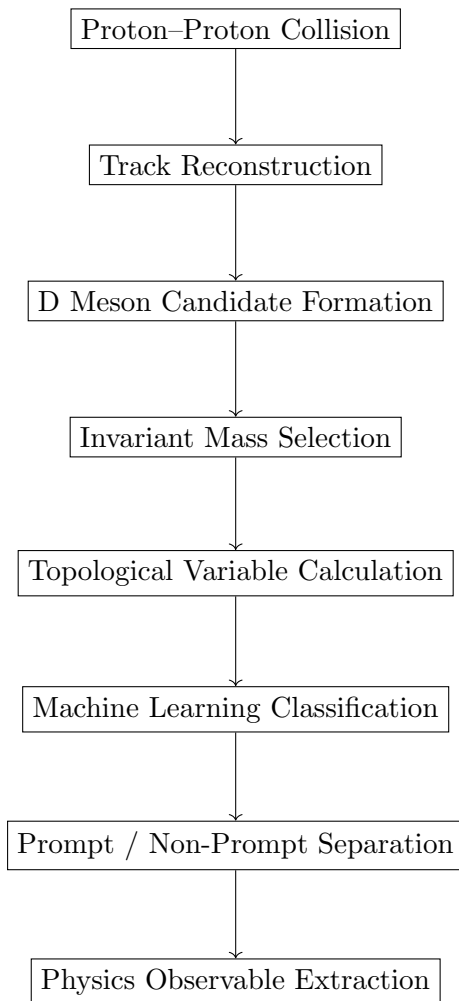 Proton–Proton Collision
Track Reconstruction
D Meson Candidate Formation
Invariant Mass Selection
Topological Variable Calculation
Machine Learning Classification
Prompt / Non-Prompt Separation
Physics Observable Extraction